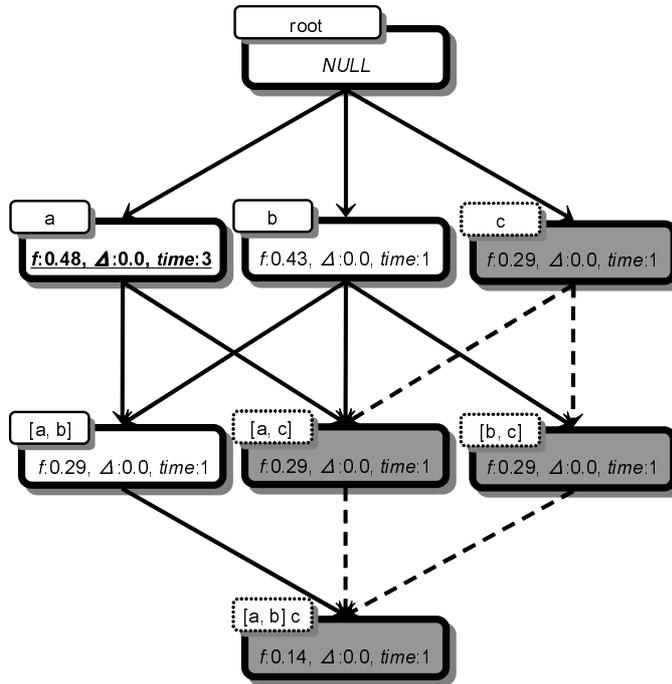 root
NULL
a
f:0.48, Δ:0.0, time:3
b
f:0.43, Δ:0.0, time:1
c
f:0.29, Δ:0.0, time:1
[a, b]
f:0.29, Δ:0.0, time:1
[a, c]
f:0.29, Δ:0.0, time:1
[b, c]
f:0.29, Δ:0.0, time:1
[a, b] c
f:0.14, Δ:0.0, time:1